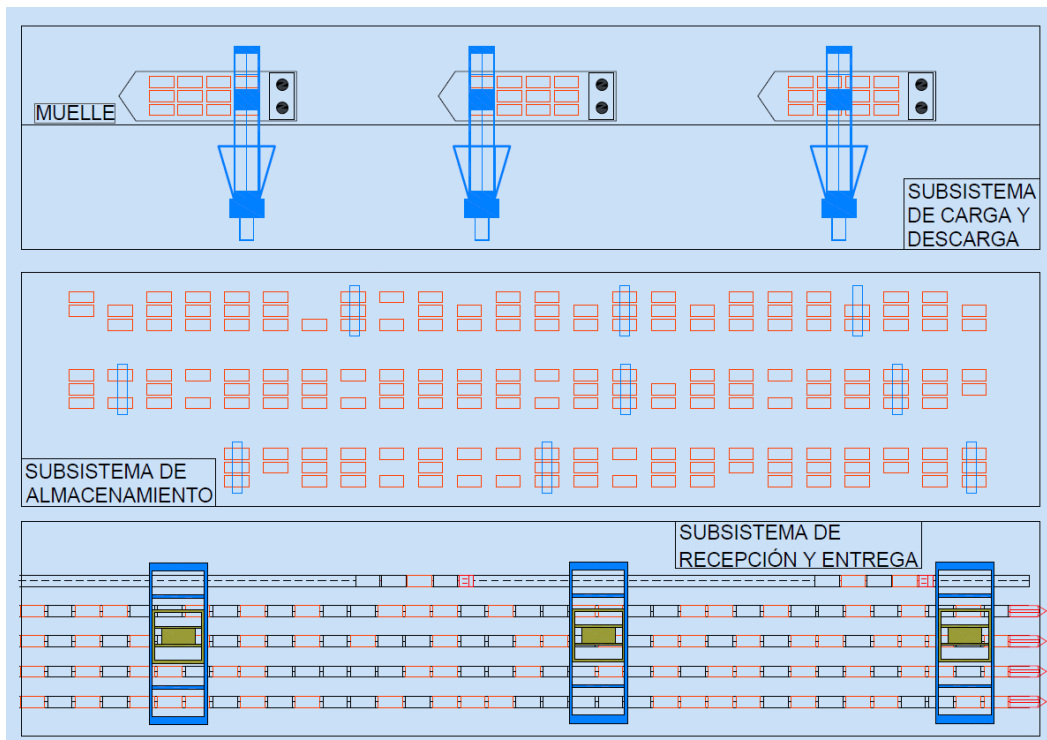 MUELLE
SUBSISTEMA
DE CARGA Y
DESCARGA
SUBSISTEMA DE
ALMACENAMIENTO
SUBSISTEMA DE
RECEPCIÓN Y ENTREGA